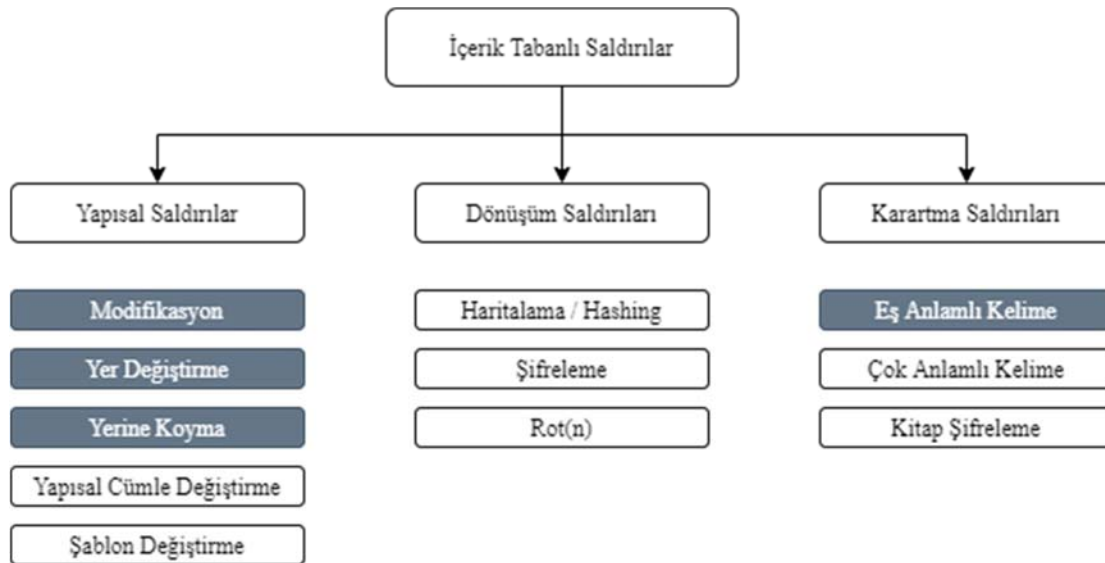 İçerik Tabanlı Saldırılar
Yapısal Saldırılar
Dönüşüm Saldırıları
Karartma Saldırıları
Modifikasyon
Haritalama / Hashing
Eş Anlamlı Kelime
Yer Değiştirme
Şifreleme
Çok Anlamlı Kelime
Yerine Koyma
Rot(n)
Kitap Şifreleme
Yapısal Cümle Değiştirme
Şablon Değiştirme